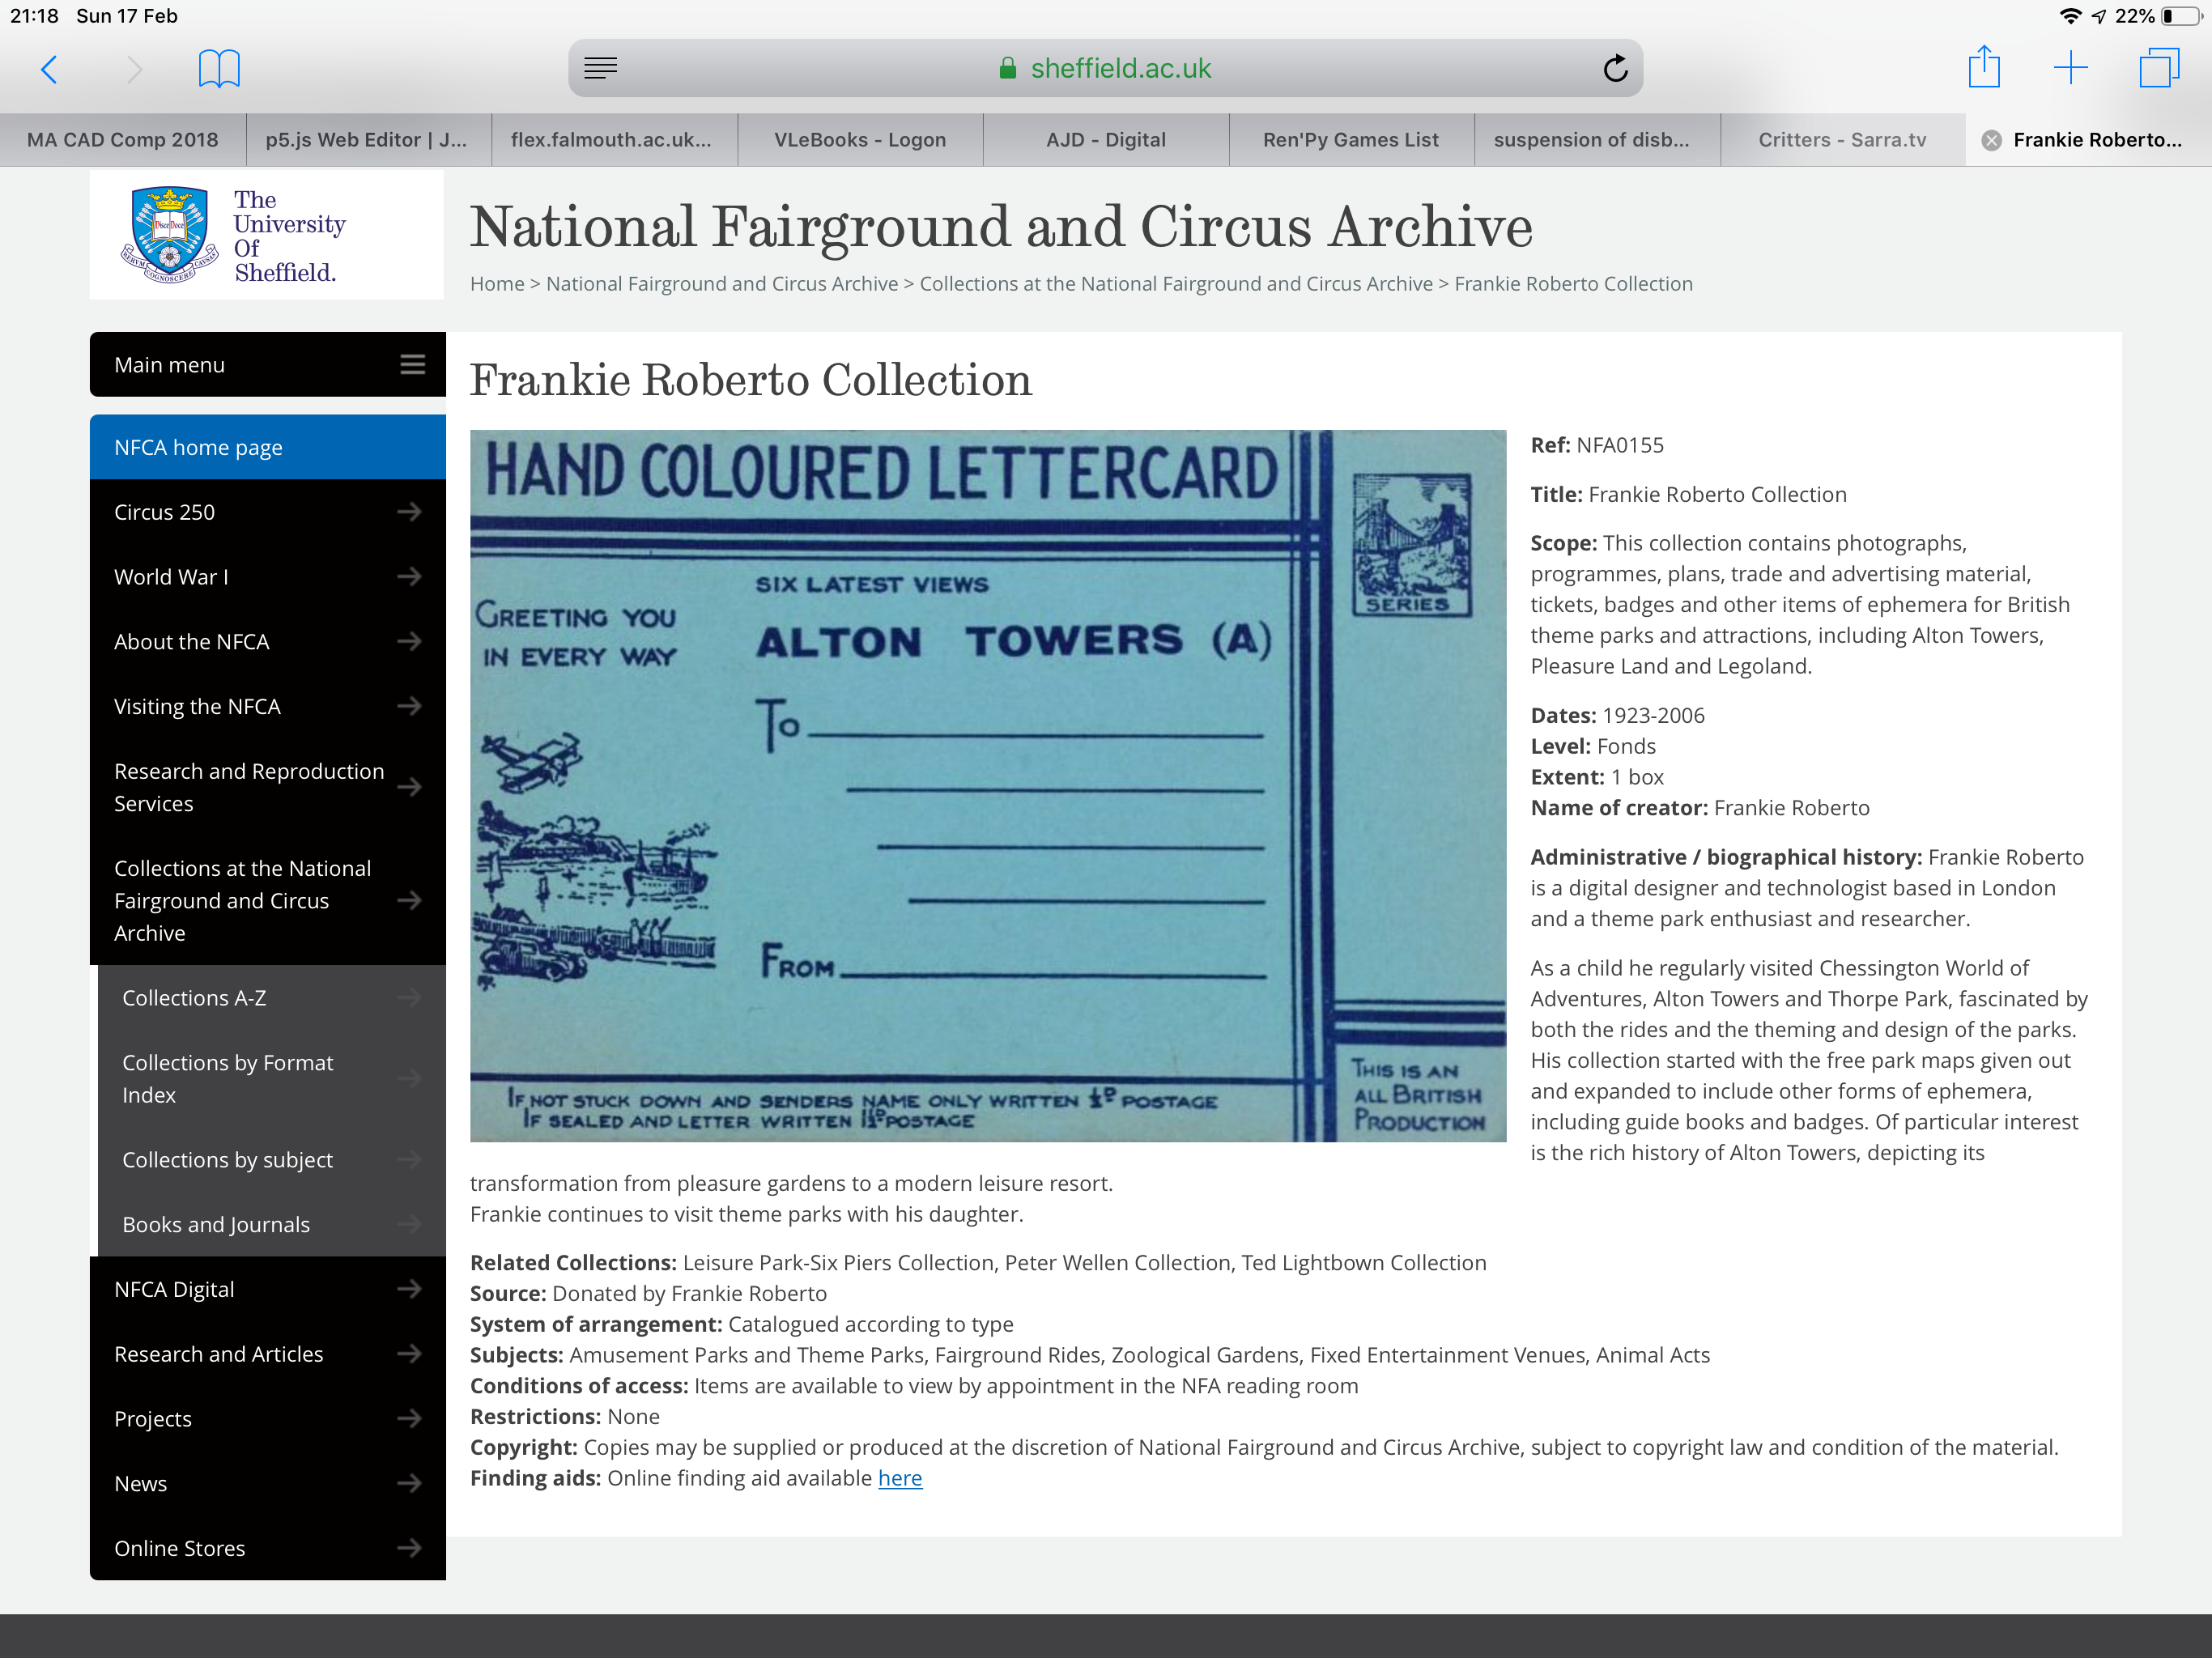 21:18 Sun 17 Feb
22%
sheffield.ac.uk
MA CAD Comp 2018
p5.js Web Editor | J...
flex.falmouth.ac.uk...
VLeBooks - Logon
AJD - Digital
Ren'Py Games List
suspension of disb...
Critters - Sarra.tv
Frankie Roberto...
The
University
Of
Sheffield.
National Fairground and Circus Archive
Home > National Fairground and Circus Archive > Collections at the National Fairground and Circus Archive > Frankie Roberto Collection
Main menu
NFCA home page
Circus 250
World War I
About the NFCA
Visiting the NFCA
Research and Reproduction
Services
Collections at the National
Fairground and Circus
Archive
Collections A-Z
Collections by Format
Index
Collections by subject
Books and Journals
NFCA Digital
Research and Articles
Projects
News
Online Stores
Frankie Roberto Collection
HAND COLOURED LETTERCARD
SERIES
SIX LATEST VIEWS
GREETING YOU
IN EVERY WAY
ALTON TOWERS (A)
TO
FROM
IF NOT STUCK DOWN AND SENDERS NAME ONLY WRITTEN ½D POSTAGE
IF SEALED AND LETTER WRITTEN 1½D POSTAGE
THIS IS AN
ALL BRITISH
PRODUCTION
Ref: NFA0155
Title: Frankie Roberto Collection
Scope: This collection contains photographs,
programmes, plans, trade and advertising material,
tickets, badges and other items of ephemera for British
theme parks and attractions, including Alton Towers,
Pleasure Land and Legoland.
Dates: 1923-2006
Level: Fonds
Extent: 1 box
Name of creator: Frankie Roberto
Administrative / biographical history: Frankie Roberto
is a digital designer and technologist based in London
and a theme park enthusiast and researcher.
As a child he regularly visited Chessington World of
Adventures, Alton Towers and Thorpe Park, fascinated by
both the rides and the theming and design of the parks.
His collection started with the free park maps given out
and expanded to include other forms of ephemera,
including guide books and badges. Of particular interest
is the rich history of Alton Towers, depicting its
transformation from pleasure gardens to a modern leisure resort.
Frankie continues to visit theme parks with his daughter.
Related Collections: Leisure Park-Six Piers Collection, Peter Wellen Collection, Ted Lightbown Collection
Source: Donated by Frankie Roberto
System of arrangement: Catalogued according to type
Subjects: Amusement Parks and Theme Parks, Fairground Rides, Zoological Gardens, Fixed Entertainment Venues, Animal Acts
Conditions of access: Items are available to view by appointment in the NFA reading room
Restrictions: None
Copyright: Copies may be supplied or produced at the discretion of National Fairground and Circus Archive, subject to copyright law and condition of the material.
Finding aids: Online finding aid available here